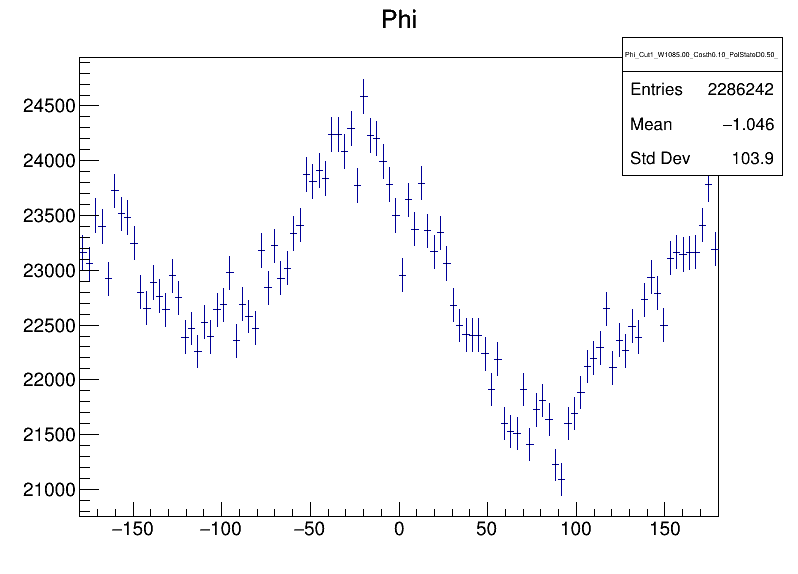 Phi
Phi_Cut1_W1085.00_Costh0.10_PolStateD0.50_
Entries 2286242
Mean −1.046
Std Dev 103.9
24500
24000
23500
23000
22500
22000
21500
21000
−150 −100 −50 0 50 100 150